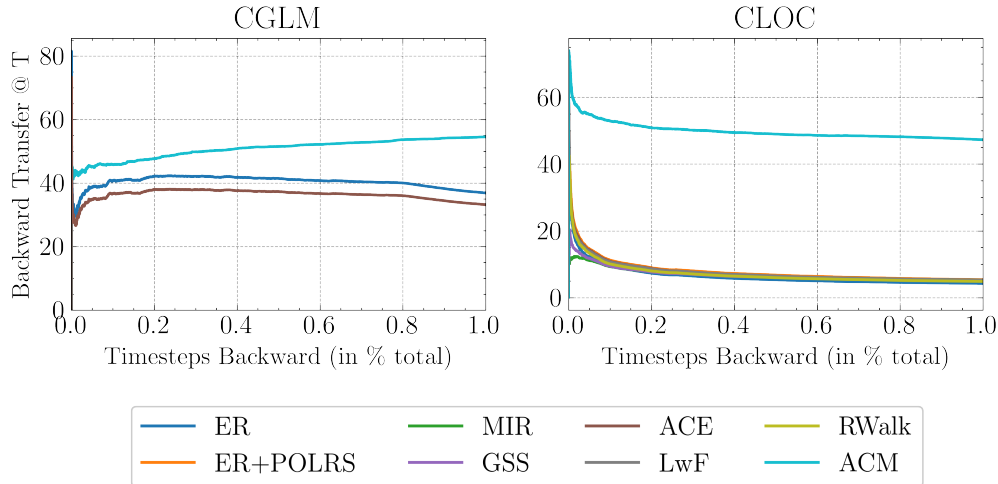 CGLM
CLOC
Backward Transfer @ T
80
60
40
20
0
0.0 0.2 0.4 0.6 0.8 1.0
Timesteps Backward (in % total)
60
40
20
0
0.0 0.2 0.4 0.6 0.8 1.0
Timesteps Backward (in % total)
ER MIR ACE RWalk
ER+POLRS GSS LwF ACM